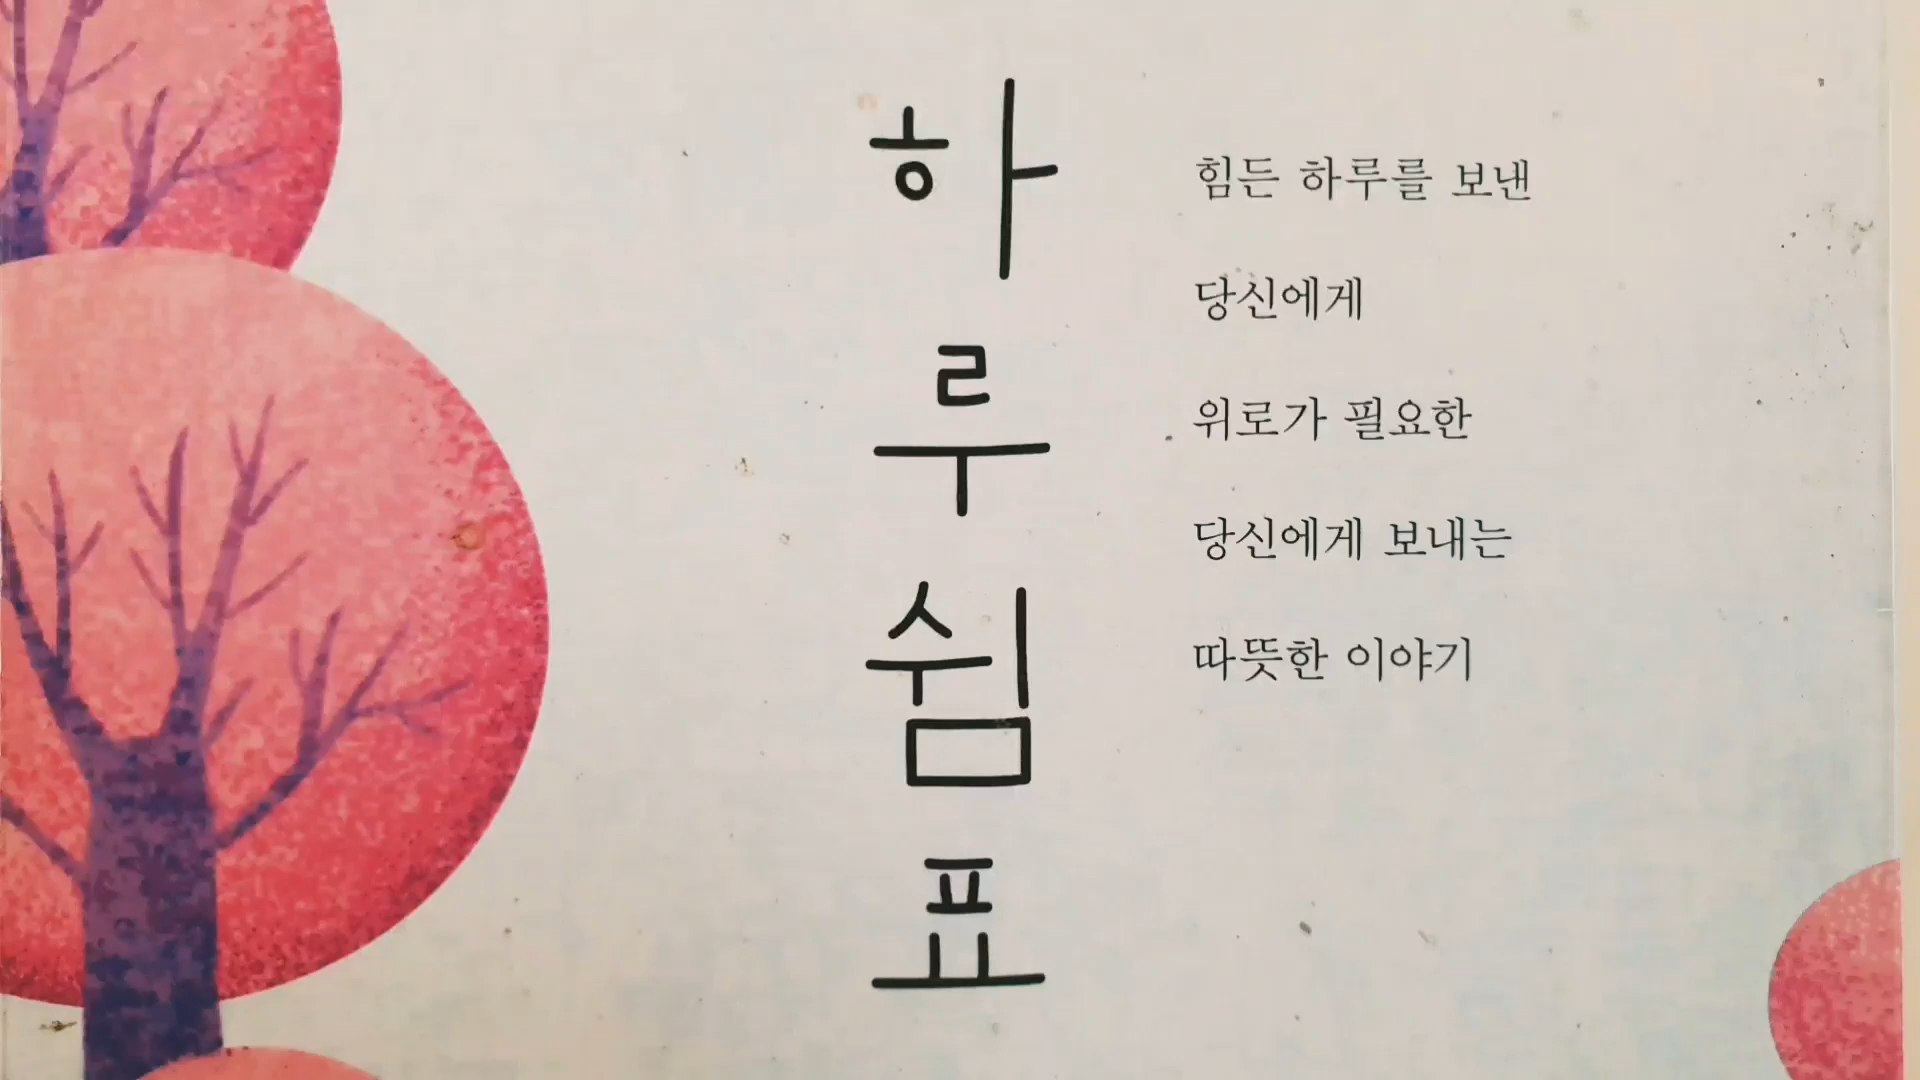 하루쉼표
힘든 하루를 보낸
당신에게
위로가 필요한
당신에게 보내는
따뜻한 이야기